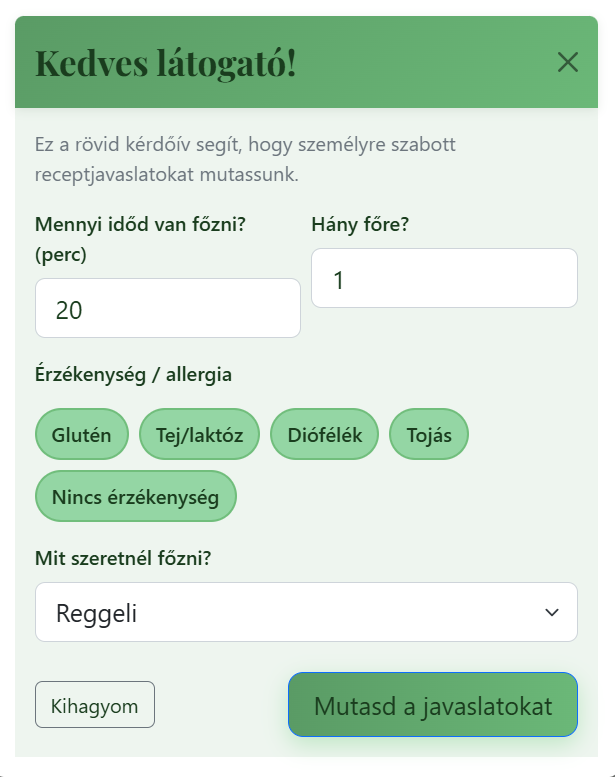 Kedves látogató!
Ez a rövid kérdőív segít, hogy személyre szabott
receptjavaslatokat mutassunk.
Mennyi időd van főzni?
(perc)
20
Hány főre?
1
Érzékenység / allergia
Glutén Tej/laktóz Diófélék Tojás
Nincs érzékenység
Mit szeretnél főzni?
Reggeli
Kihagyom Mutasd a javaslatokat